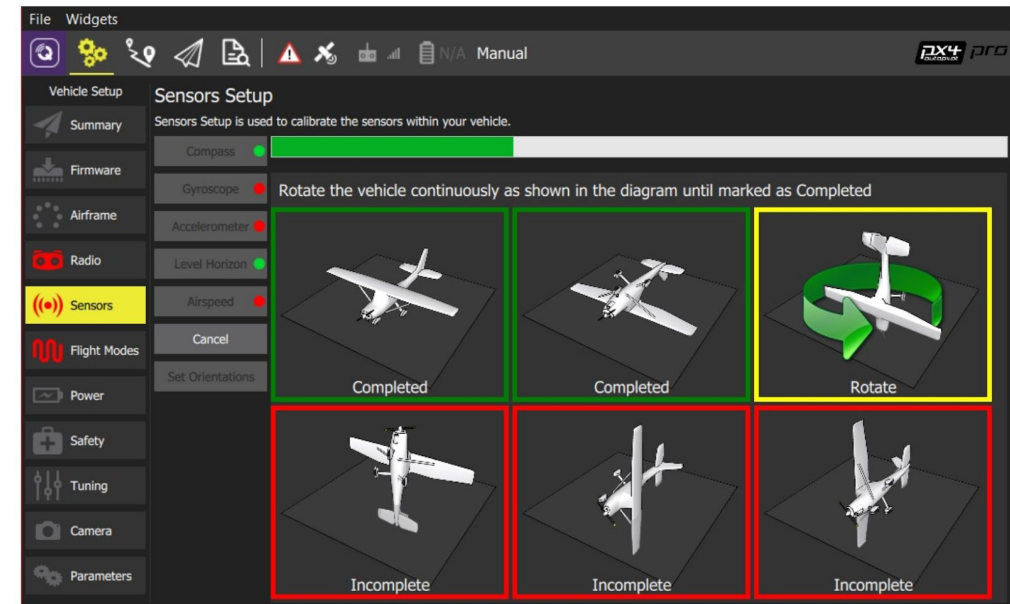 File Widgets
N/A Manual
px4 pro
autopilot
Vehicle Setup
Sensors Setup
Summary
Sensors Setup is used to calibrate the sensors within your vehicle.
Compass
Firmware
Gyroscope
Rotate the vehicle continuously as shown in the diagram until marked as Completed
Airframe
Accelerometer
Radio
Level Horizon
Sensors
Airspeed
Cancel
Flight Modes
Set Orientations
Completed
Completed
Rotate
Power
Safety
Tuning
Camera
Parameters
Incomplete
Incomplete
Incomplete